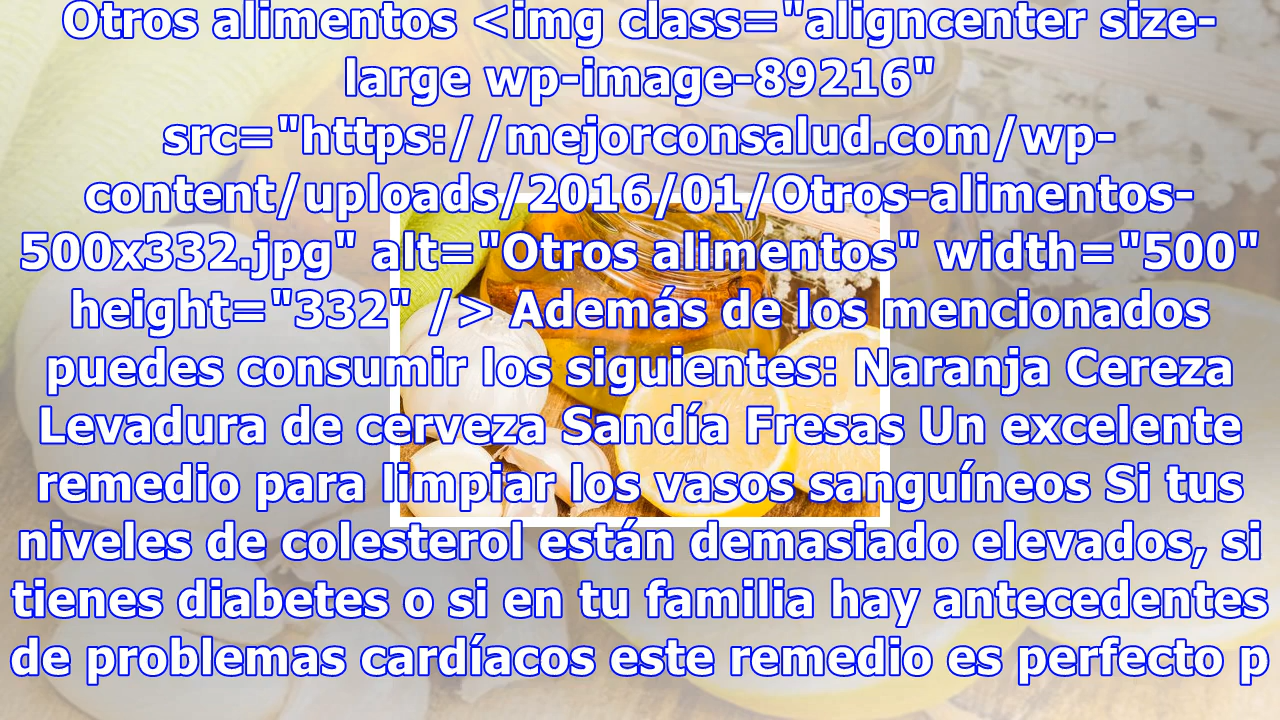 Otros alimentos <img class="aligncenter size-
large wp-image-89216"
src="https://mejorconsalud.com/wp-
content/uploads/2016/01/Otros-alimentos-
500x332.jpg" alt="Otros alimentos" width="500"
height="332" /> Además de los mencionados
puedes consumir los siguientes: Naranja Cereza
Levadura de cerveza Sandía Fresas Un excelente
remedio para limpiar los vasos sanguíneos Si tus
niveles de colesterol están demasiado elevados, si
tienes diabetes o si en tu familia hay antecedentes
de problemas cardíacos este remedio es perfecto p